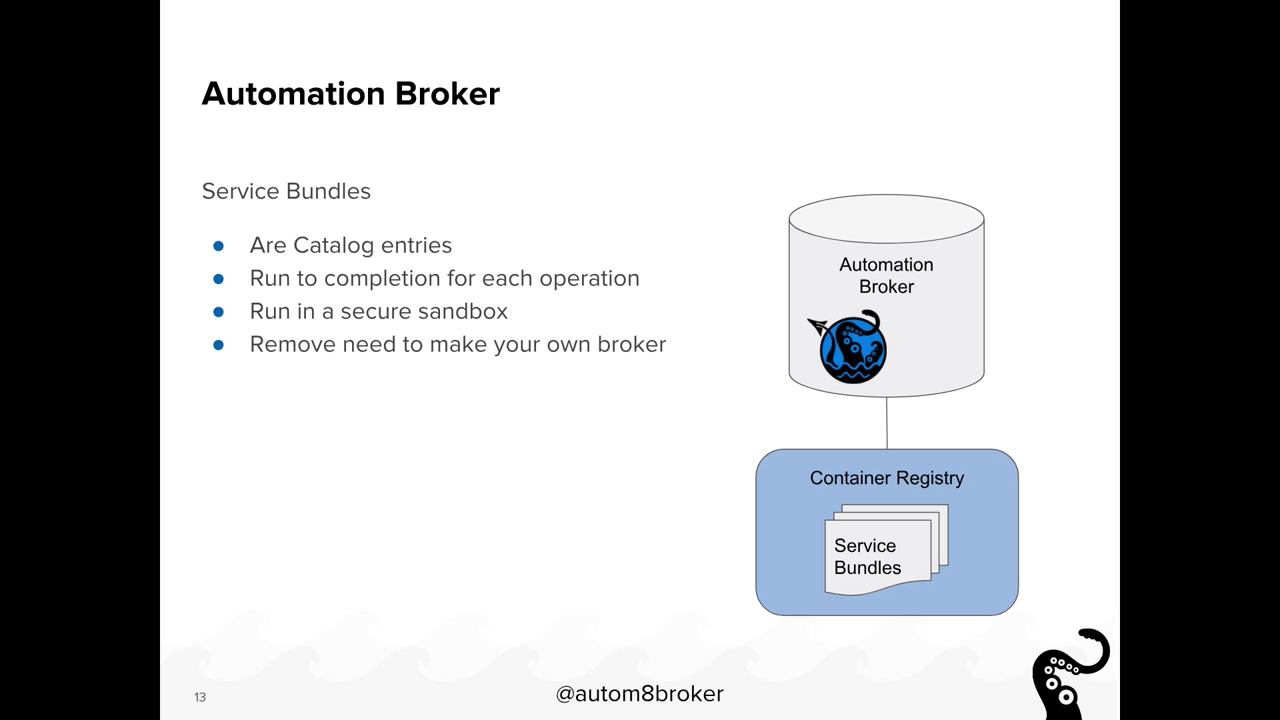 Automation Broker
Service Bundles
● Are Catalog entries
● Run to completion for each operation
● Run in a secure sandbox
● Remove need to make your own broker
Automation
Broker
Container Registry
Service
Bundles
13
@autom8broker